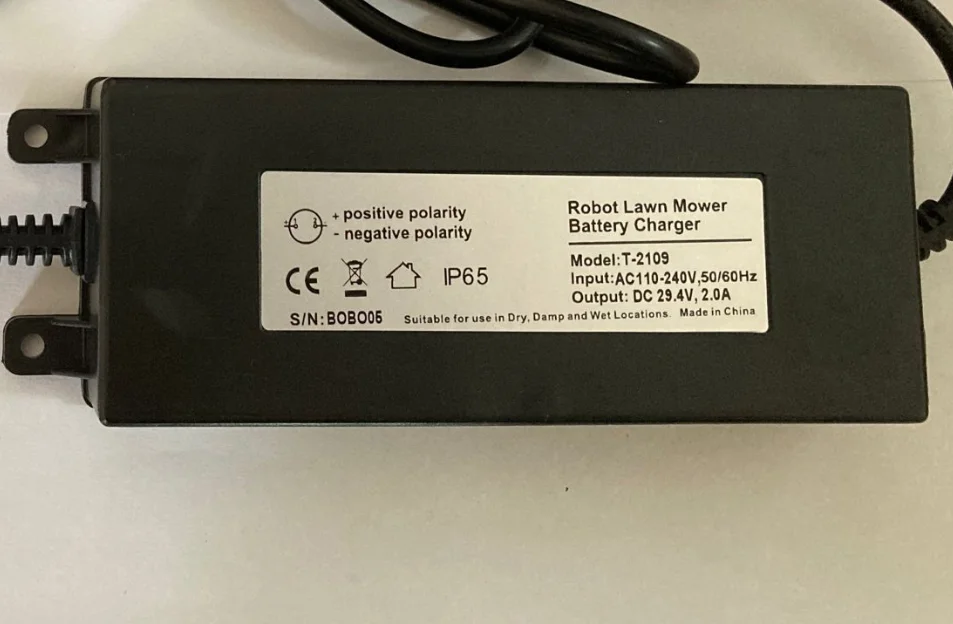 + positive polarity
- negative polarity
CE
IP65
S/N:BOBO05
Robot Lawn Mower
Battery Charger
Model:T-2109
Input:AC110-240V,50/60Hz
Output: DC 29.4V, 2.0A
Suitable for use in Dry, Damp and Wet Locations. Made in China